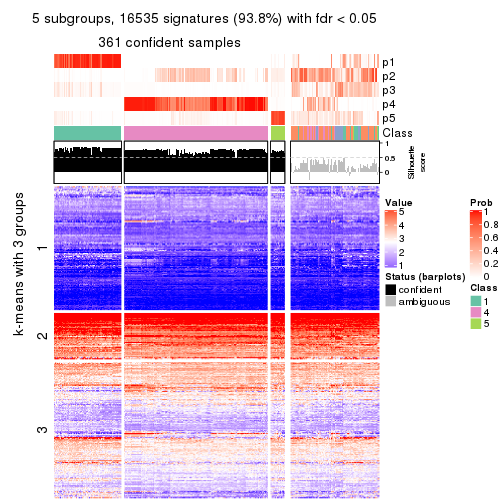 5 subgroups, 16535 signatures (93.8%) with fdr < 0.05
361 confident samples
p1
p2
p3
p4
p5
Class
1
0.5
0
Silhouette
score
k-means with 3 groups
1
2
3
Value
5
4
3
2
1
Status (barplots)
confident
ambiguous
Prob
1
0.8
0.6
0.4
0.2
0
Class
1
4
5